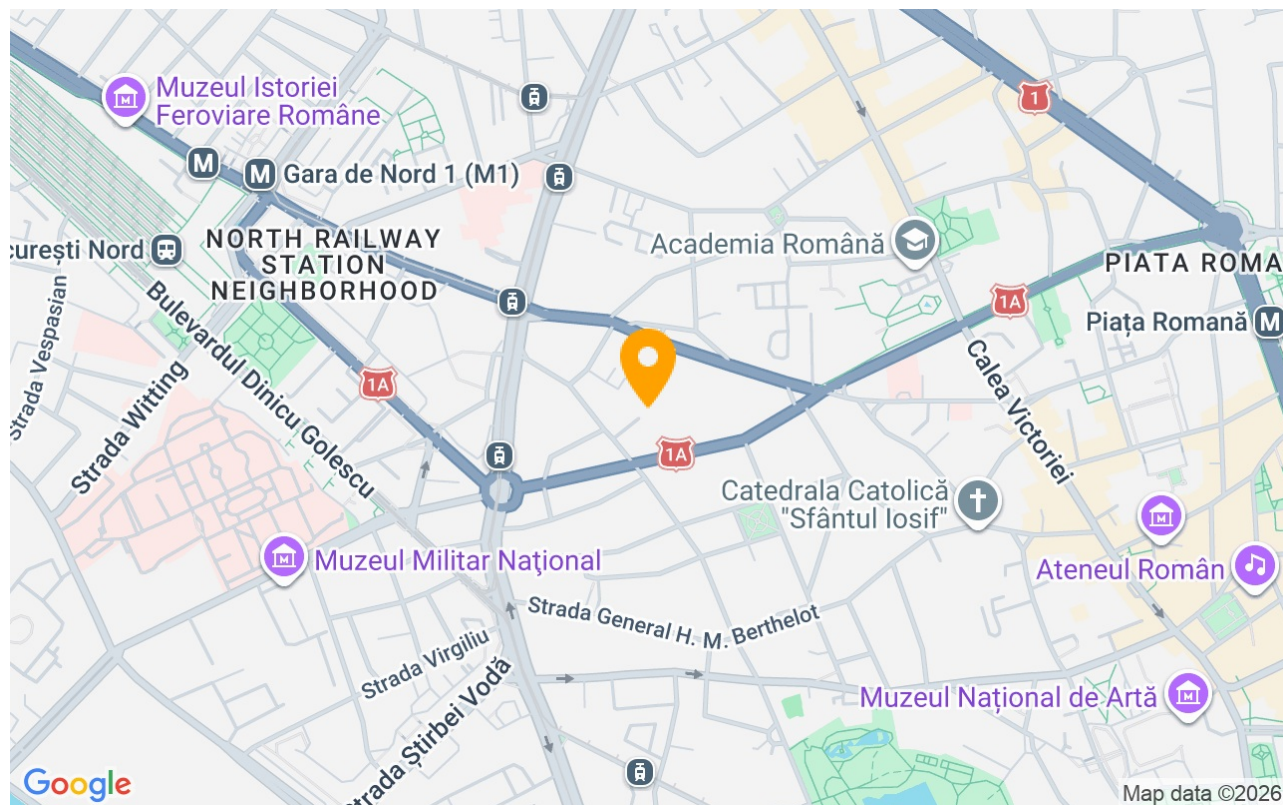 Muzeul Istoriei
Feroviare Române
1
M
M
Gara de Nord 1 (M1)
Academia Română
curești Nord
NORTH RAILWAY
STATION
NEIGHBORHOOD
PIATA ROMA
1A
Piața Romană
M
Strada Vespasian
Bulevardul Dinicu Golescu
Strada Witting
1A
Calea Victoriei
1A
Catedrala Catolică
"Sfântul Iosif"
Muzeul Militar Naţional
Ateneul Român
Strada General H. M. Berthelot
Strada Virgiliu
Muzeul Național de Artă
trada Știrbei Vodă
Google
Map data ©2026